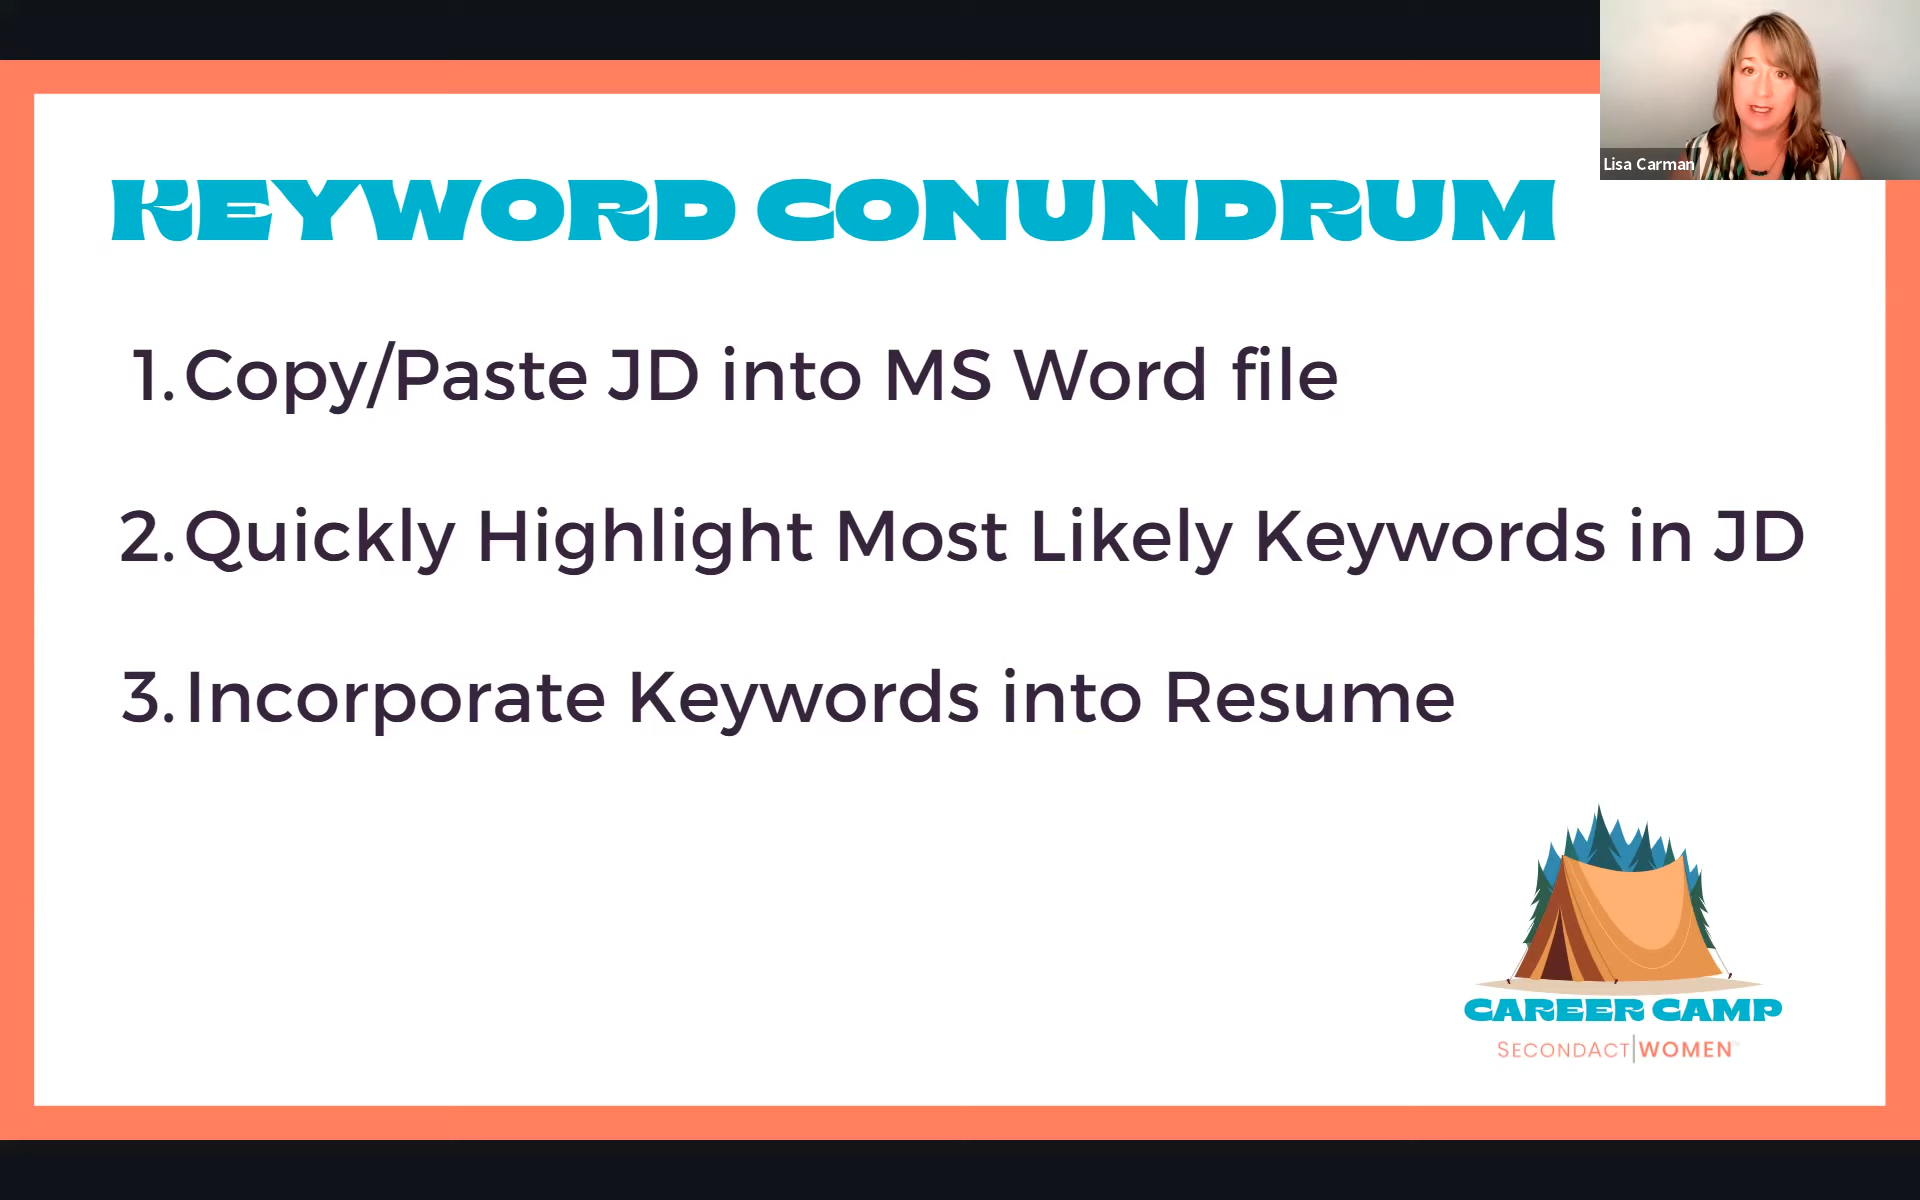 Lisa Carman
KEYWORD CONUNDRUM
1. Copy/Paste JD into MS Word file
2. Quickly Highlight Most Likely Keywords in JD
3. Incorporate Keywords into Resume
CAREER CAMP
SECONDACT|WOMEN™